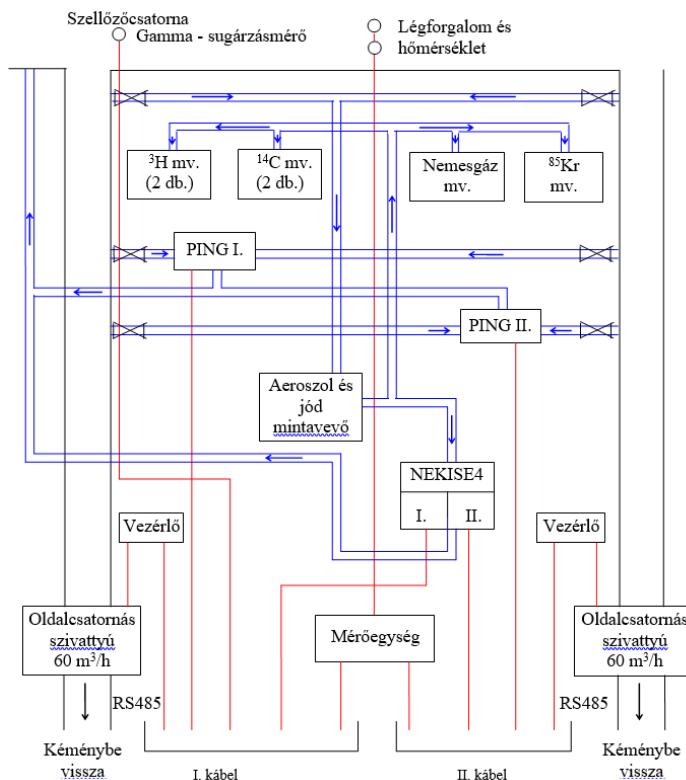 Szellőzőcsatorna
Gamma - sugárzásmérő
Légforgalom és
hőmérséklet
³H mv.
(2 db.)
¹⁴C mv.
(2 db.)
Nemesgáz
mv.
⁸⁵Kr
mv.
PING I.
PING II.
Aeroszol és
jód
mintavevő
NEKISE4
I.
II.
Vezérlő
Vezérlő
Oldalcsatornás
szivattyú
60 m³/h
Mérőegység
Oldalcsatornás
szivattyú
60 m³/h
RS485
RS485
Kéménybe
vissza
I. kábel
II. kábel
Kéménybe
vissza